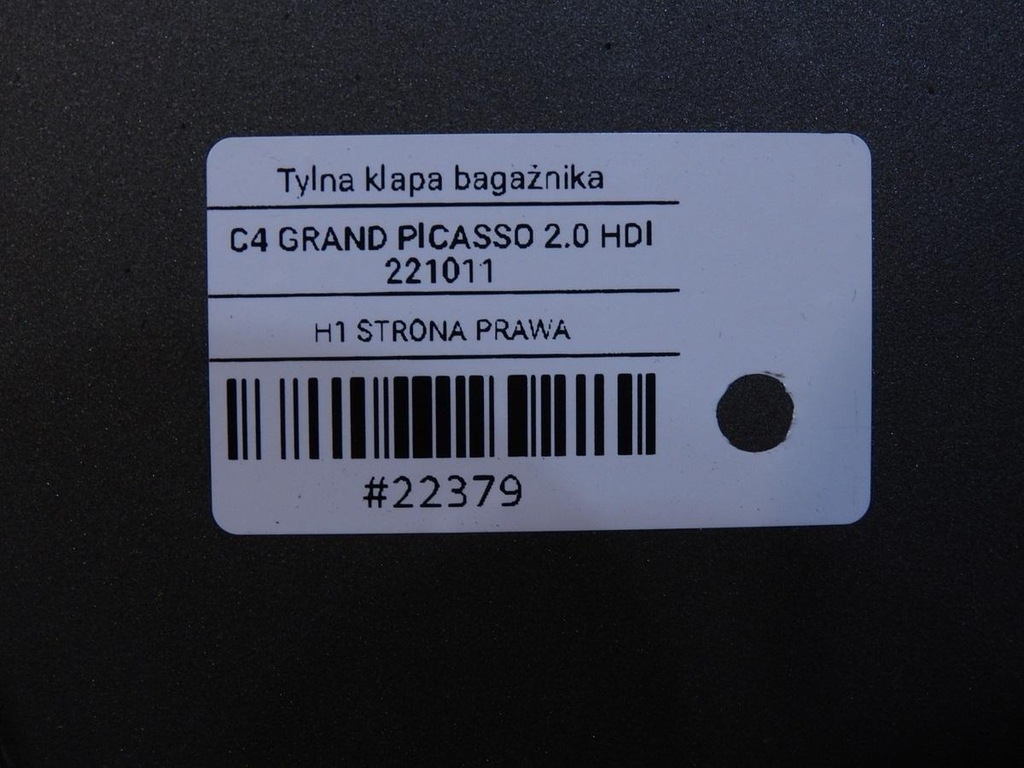 Tylna klapa bagażnika
C4 GRAND PICASSO 2.0 HDI
221011
H1 STRONA PRAWA
#22379